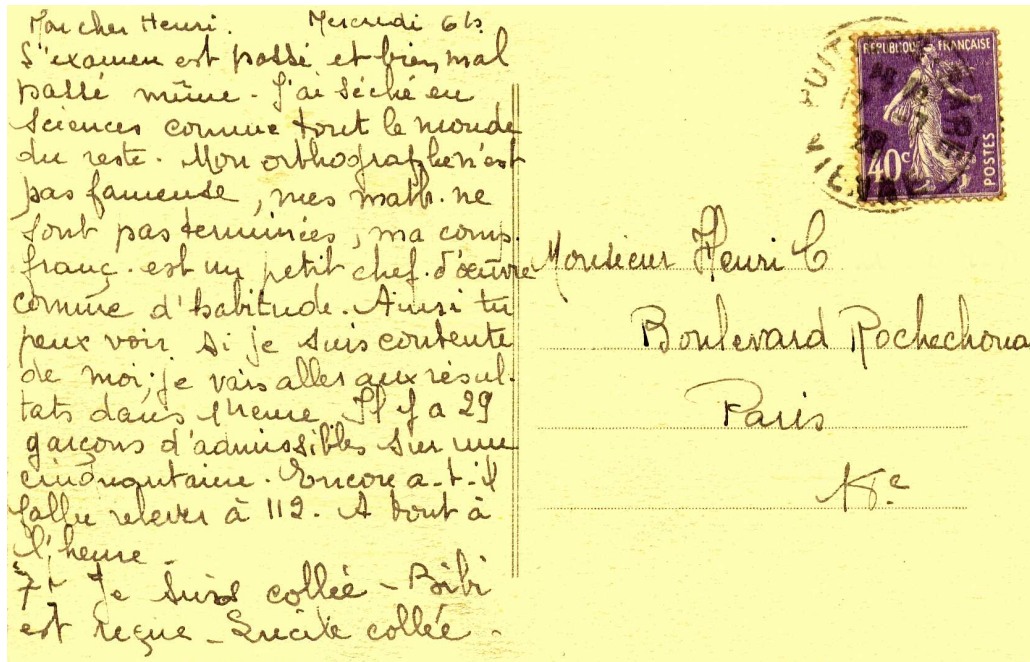 Mon cher Henri. Mercredi 6h.
L'examen est passé et bien mal
passé même. J'ai séché en
sciences comme tout le monde
du reste. Mon orthographe n'est
pas fameuse, mes math. ne
sont pas terminées, ma comp.
franç. est un petit chef-d'œuvre
comme d'habitude. Ainsi tu
peux voir si je suis contente
de moi; je vais aller aux résul-
tats dans 1 heure. Il y a 29
garçons d'admissibles sur une
cinquantaine. Encore a-t-il
fallu relever à 112. A tout à
l'heure
7h Je suis collée - Bibi
est reçue - Lucile collée -
REPUBLIQUE FRANÇAISE
40c
POSTES
VIENNE
Monsieur Henri C
Boulevard Rochechoua
Paris